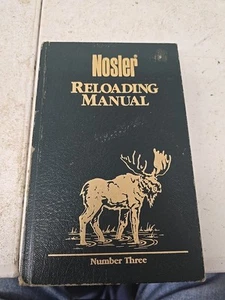 Nosler®
RELOADING
MANUAL
Number Three